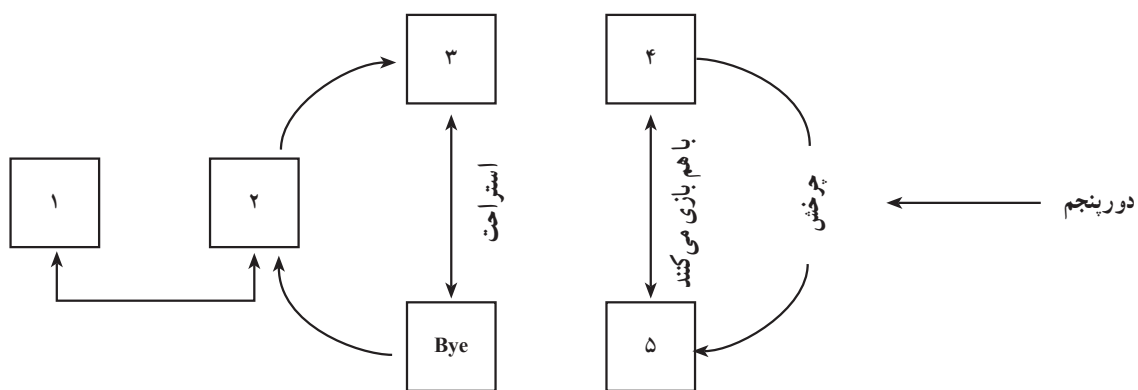 ۳
۴
۱
۲
استراحت
با هم بازی می‌کنند
چرخش
دور پنجم
Bye
۵